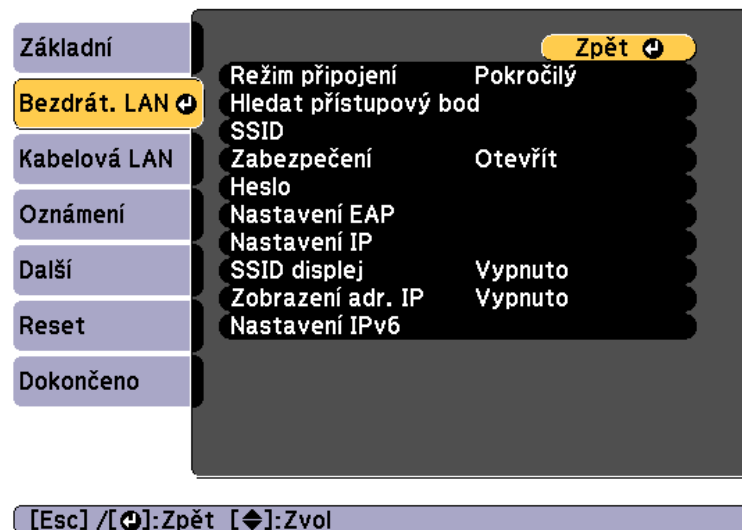 Základní
Bezdrát. LAN
Kabelová LAN
Oznámení
Další
Reset
Dokončeno
Zpět
Režim připojení Pokročilý
Hledat přístupový bod
SSID
Zabezpečení Otevřít
Heslo
Nastavení EAP
Nastavení IP
SSID displej Vypnuto
Zobrazení adr. IP Vypnuto
Nastavení IPv6
[Esc] /[⏎]:Zpět [◆]:Zvol